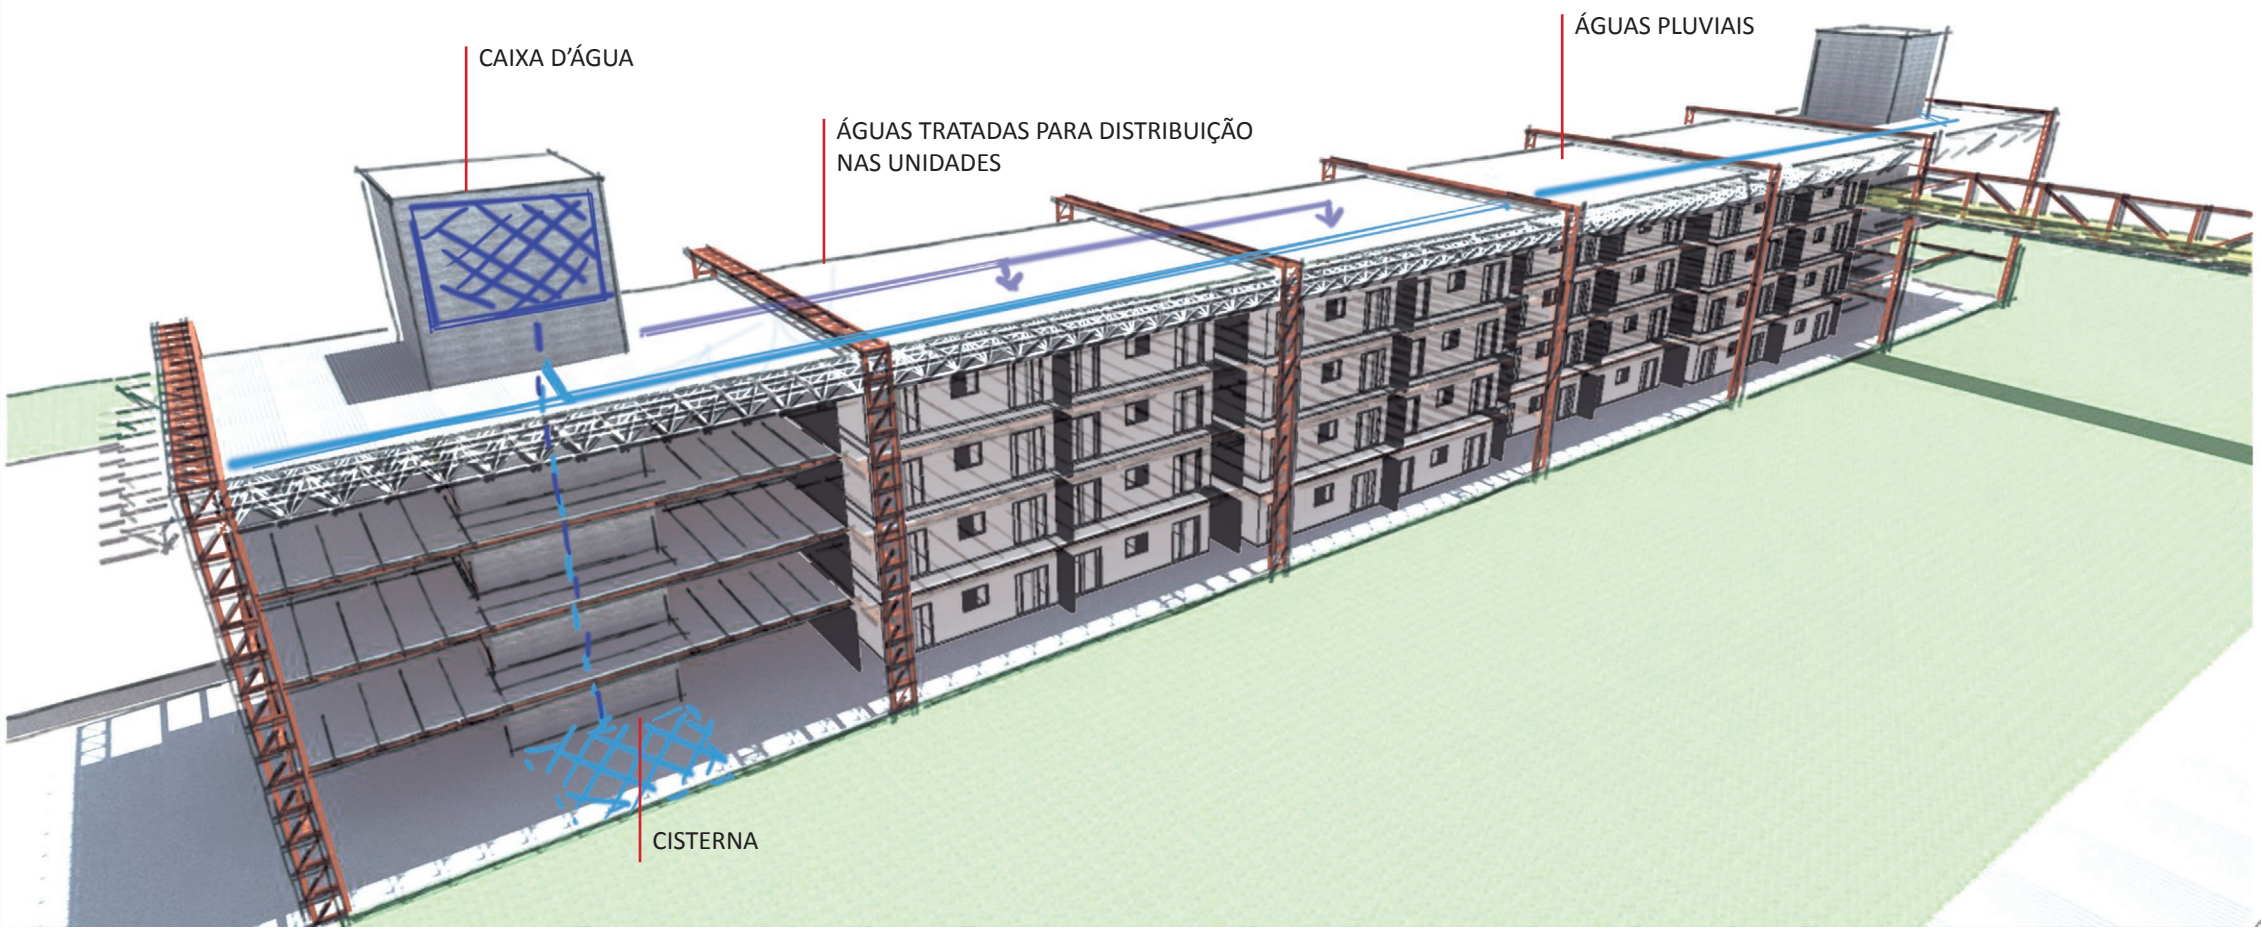 ÁGUAS PLUVIAIS
CAIXA D’ÁGUA
ÁGUAS TRATADAS PARA DISTRIBUIÇÃO
NAS UNIDADES
CISTERNA